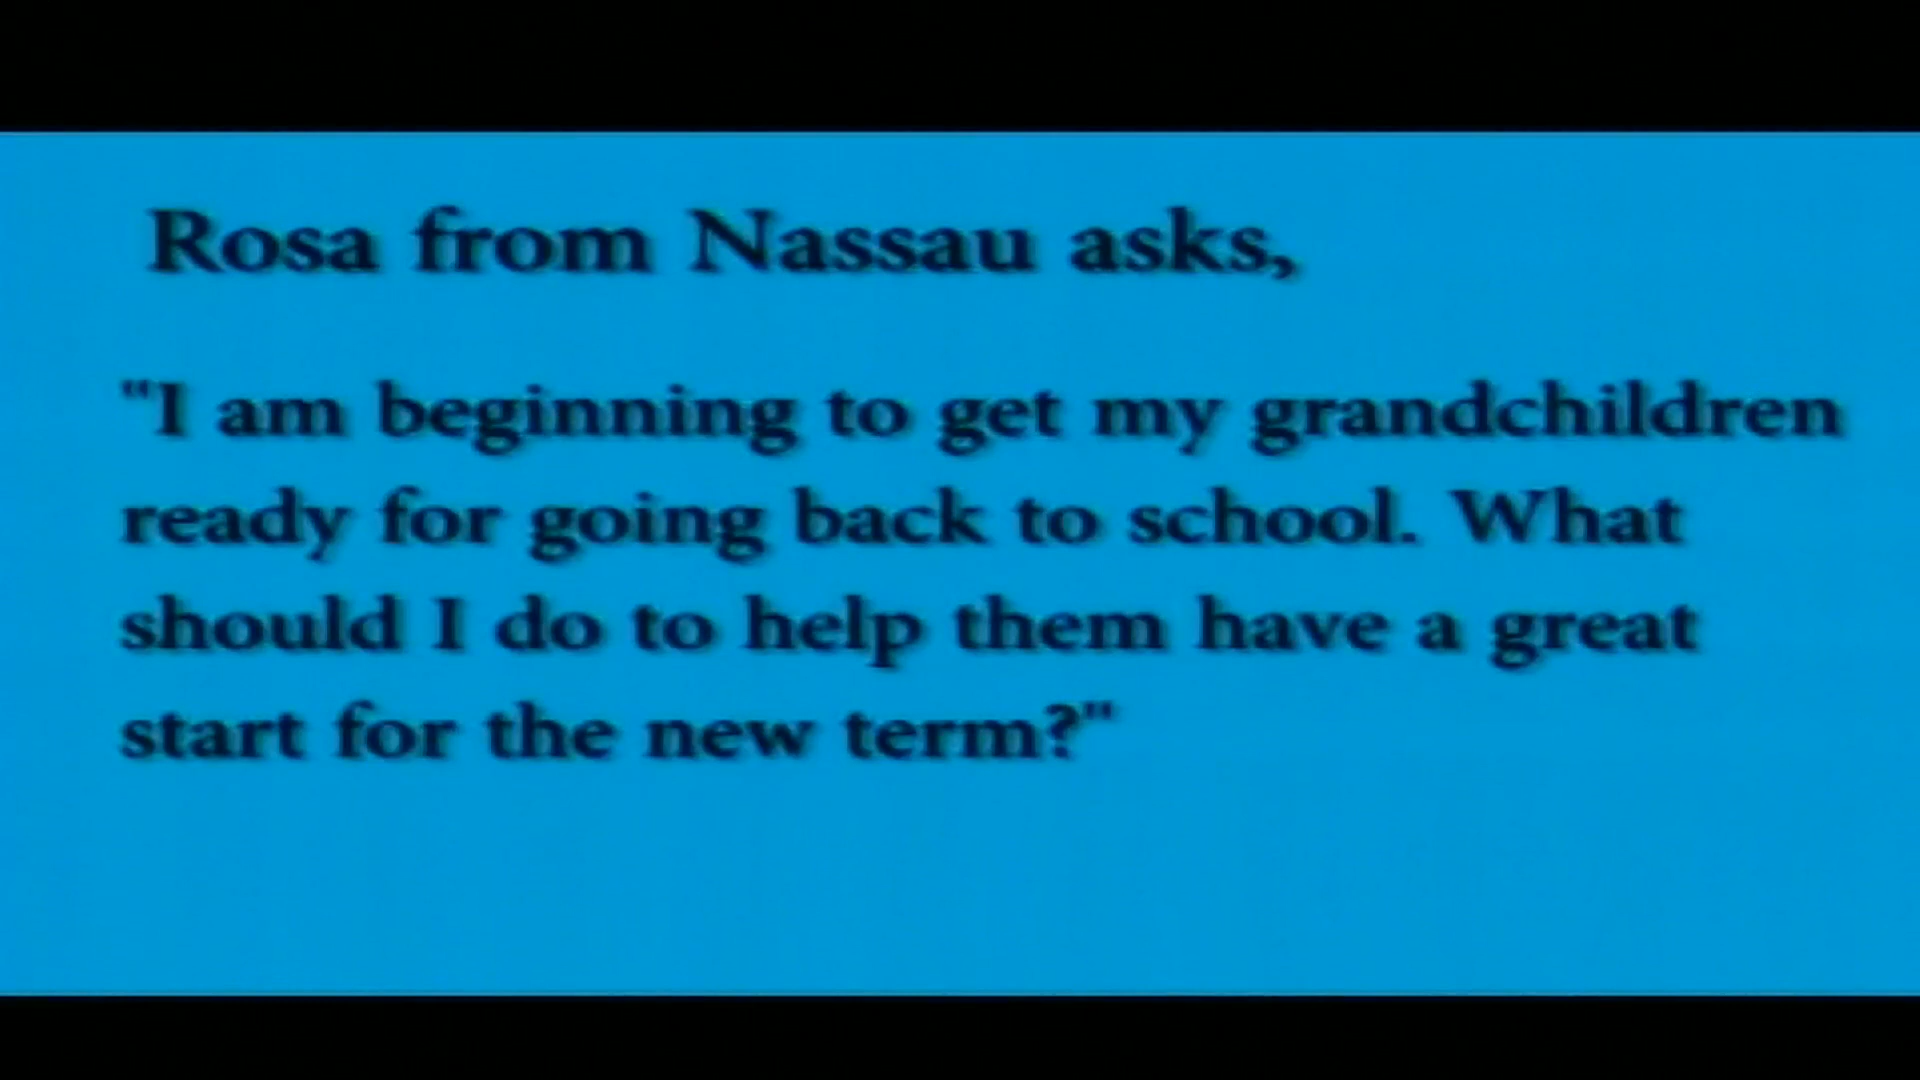 Rosa from Nassau asks,
"I am beginning to get my grandchildren
ready for going back to school. What
should I do to help them have a great
start for the new term?"